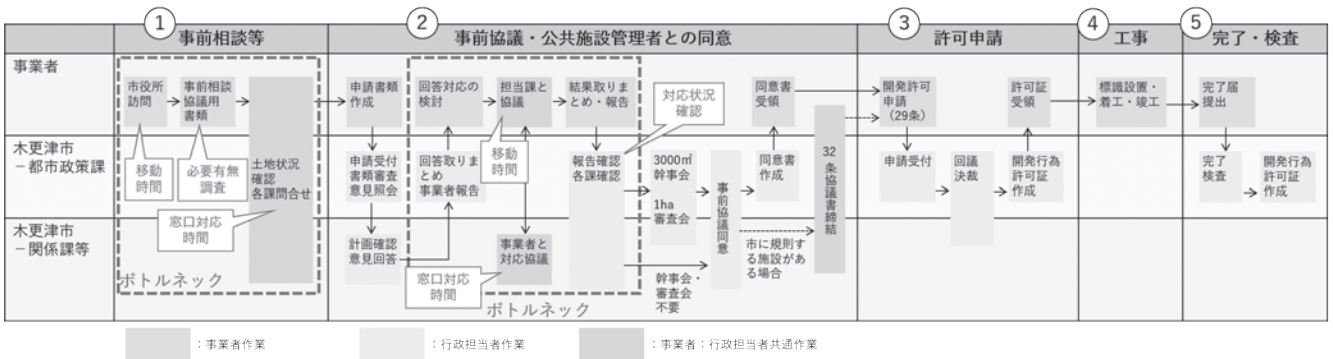 ① 事前相談等
② 事前協議・公共施設管理者との同意
③ 許可申請
④ 工事
⑤ 完了・検査
事業者
市役所
訪問
事前相談
協議用
書類
申請書類
作成
回答対応の
検討
担当課と
協議
結果取りま
とめ・報告
対応状況
確認
同意書
受領
開発許可
申請
(29条)
許可証
受領
標識設置・
着工・竣工
完了届
提出
木更津市
－都市政策課
移動
時間
必要有無
調査
土地状況
確認
各課問合せ
窓口対応
時間
申請受付
書類審査
意見照会
回答取りま
とめ
事業者報告
移動
時間
報告確認
各課確認
3000㎡
幹事会
1ha
審査会
事前協議同意
同意書
作成
32条協議書締結
申請受付
回議
決裁
開発行為
許可証
作成
完了
検査
開発行為
許可証
作成
木更津市
－関係課等
計画確認
意見回答
窓口対応
時間
事業者と
対応協議
幹事会・
審査会
不要
市に規則す
る施設があ
る場合
ボトルネック
ボトルネック
：事業者作業
：行政担当者作業
：事業者：行政担当者共通作業